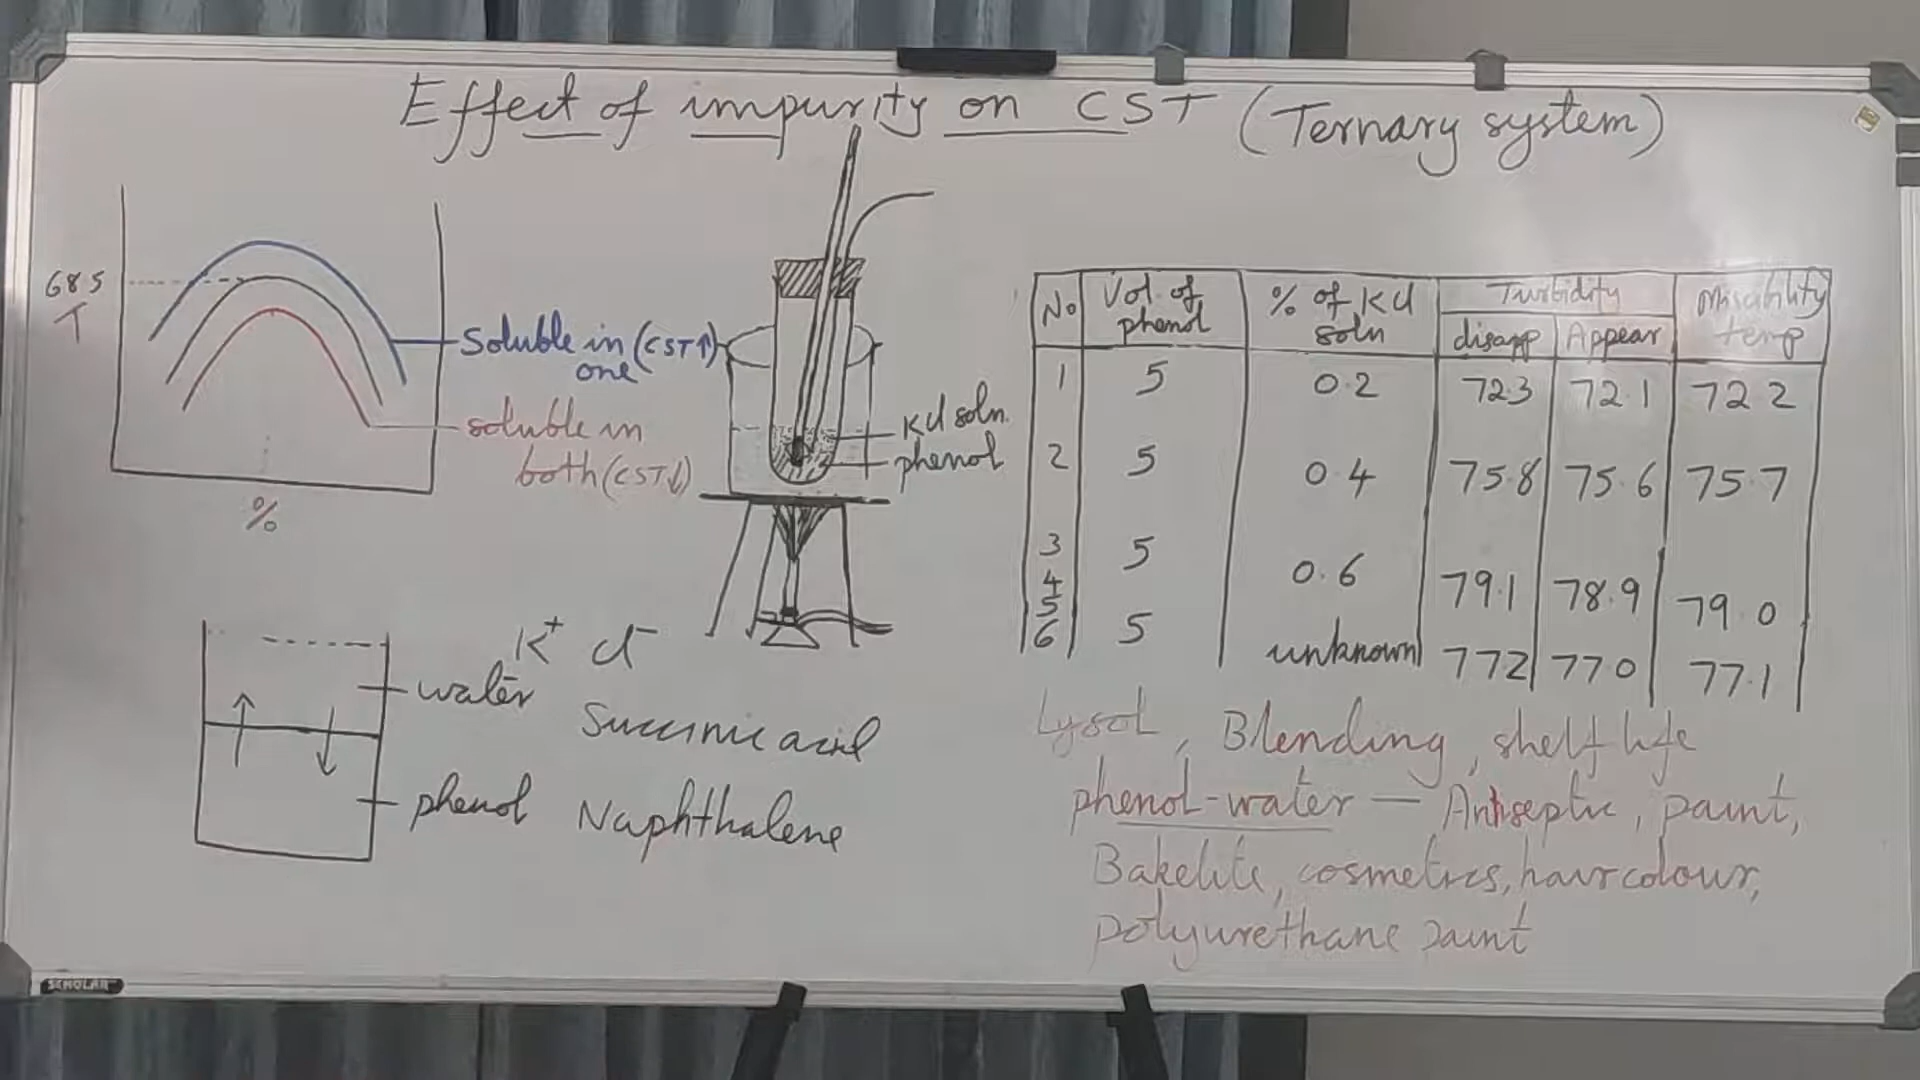 Effect of impurity on CST (Ternary system)
68.5
T
%
Soluble in (CST↑)
one
soluble in
both (CST↓)
KCl soln.
phenol
No
Vol. of
phenol
% of KCl
soln
Turbidity
disapp
Appear
Miscibility
temp
1 5 0.2 72.3 72.1 72.2
2 5 0.4 75.8 75.6 75.7
3 5 0.6 79.1 78.9 79.0
4
5
6 5 unknown 77.2 77.0 77.1
K+ Cl-
water
Succinic acid
phenol
Naphthalene
Lysol, Blending, shelf life
phenol-water — Antiseptic, paint,
Bakelite, cosmetics, hair colour,
polyurethane paint
SCHOLAR